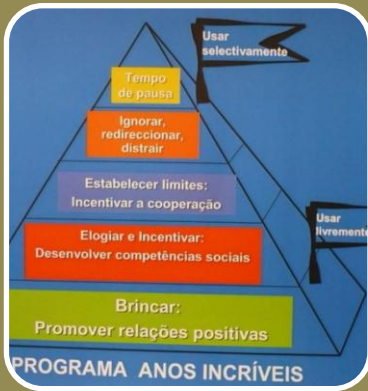 Usar
selectivamente
Tempo
de pausa
Ignorar,
redireccionar,
distrair
Estabelecer limites:
Incentivar a cooperação
Usar
livremente
Elogiar e Incentivar:
Desenvolver competências sociais
Brincar:
Promover relações positivas
PROGRAMA ANOS INCRÍVEIS